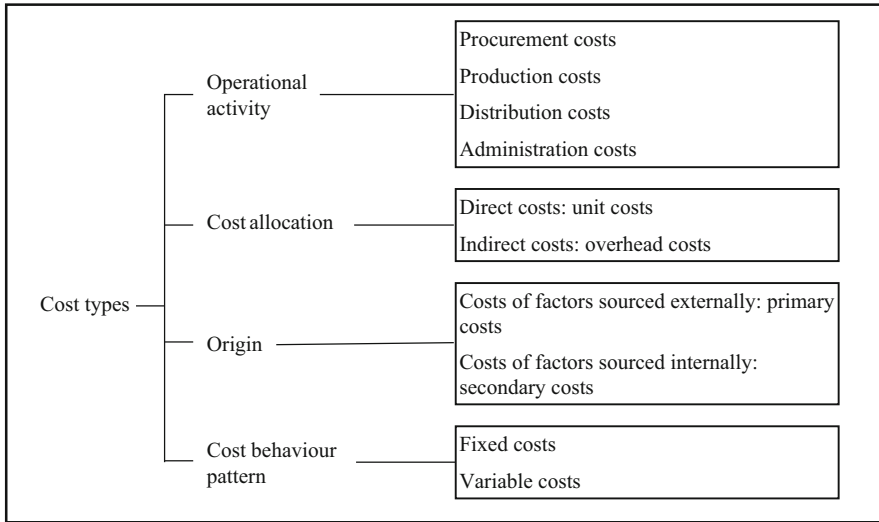 Cost types
Operational
activity
Procurement costs
Production costs
Distribution costs
Administration costs
Cost allocation
Direct costs: unit costs
Indirect costs: overhead costs
Origin
Costs of factors sourced externally: primary
costs
Costs of factors sourced internally:
secondary costs
Cost behaviour
pattern
Fixed costs
Variable costs